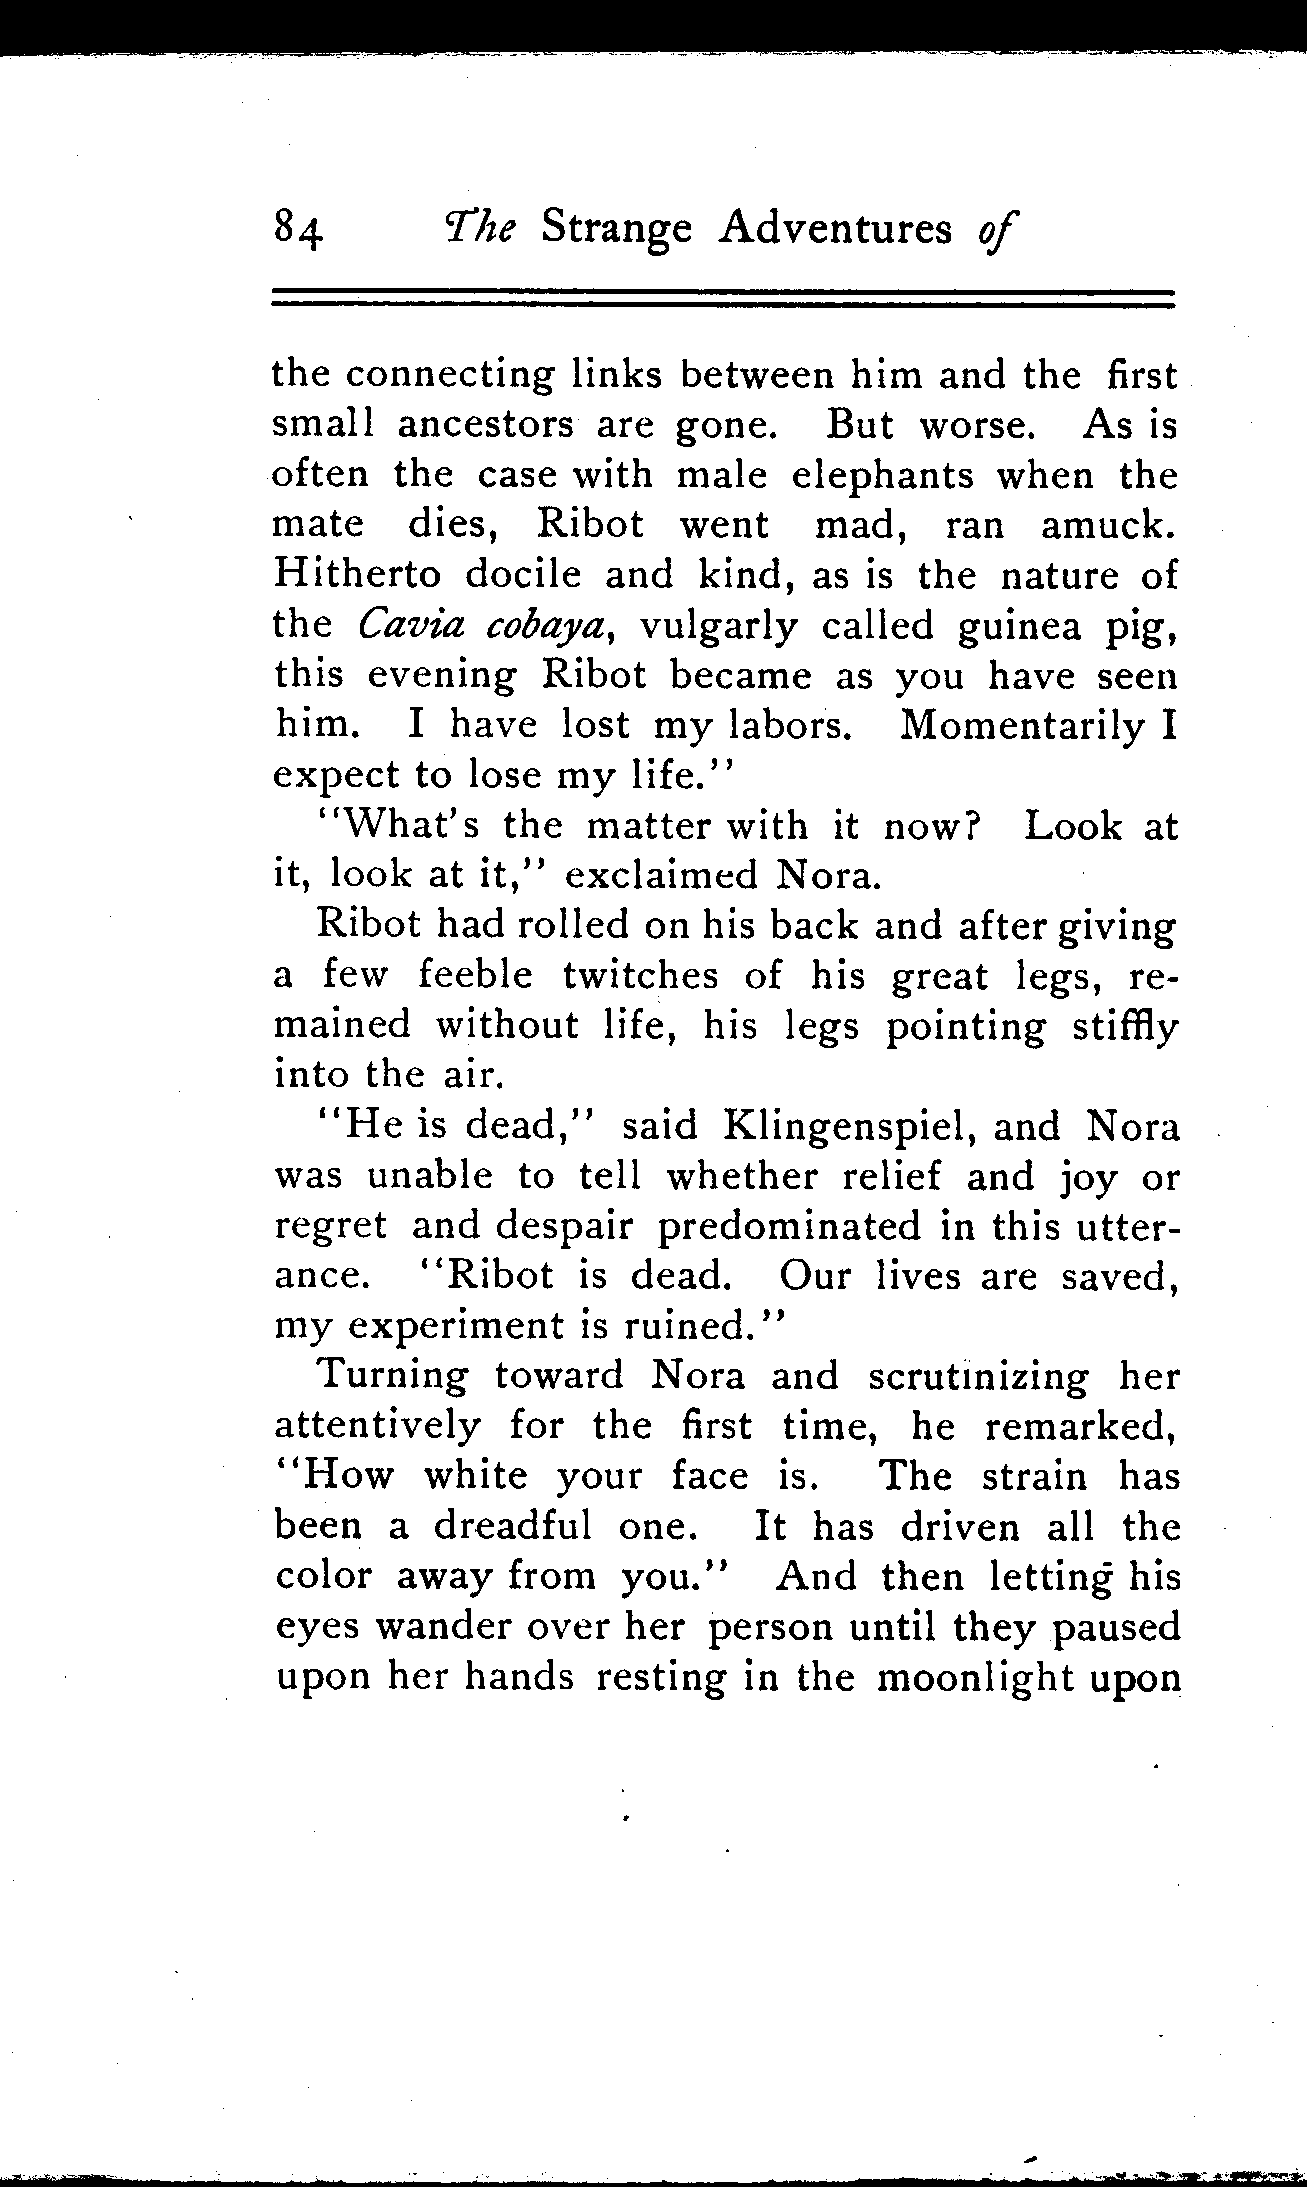 84 The Strange Adventures of
the connecting links between him and the first
small ancestors are gone. But worse. As is
often the case with male elephants when the
mate dies, Ribot went mad, ran amuck.
Hitherto docile and kind, as is the nature of
the Cavia cobaya, vulgarly called guinea pig,
this evening Ribot became as you have seen
him. I have lost my labors. Momentarily I
expect to lose my life."
"What's the matter with it now? Look at
it, look at it," exclaimed Nora.
Ribot had rolled on his back and after giving
a few feeble twitches of his great legs, re-
mained without life, his legs pointing stiffly
into the air.
"He is dead," said Klingenspiel, and Nora
was unable to tell whether relief and joy or
regret and despair predominated in this utter-
ance. "Ribot is dead. Our lives are saved,
my experiment is ruined."
Turning toward Nora and scrutinizing her
attentively for the first time, he remarked,
"How white your face is. The strain has
been a dreadful one. It has driven all the
color away from you." And then letting his
eyes wander over her person until they paused
upon her hands resting in the moonlight upon